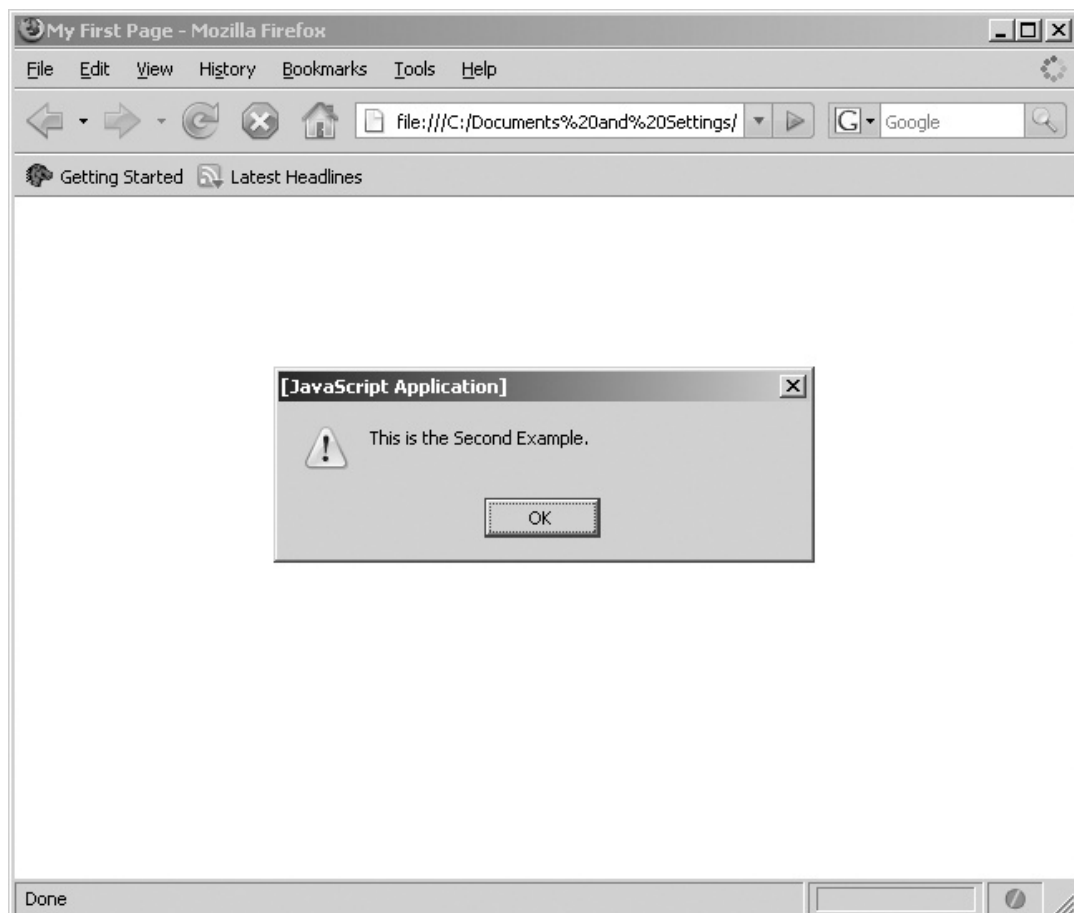 My First Page - Mozilla Firefox
File Edit View History Bookmarks Tools Help
file:///C:/Documents%20and%20Settings/ G Google
Getting Started Latest Headlines
[JavaScript Application]
This is the Second Example.
OK
Done